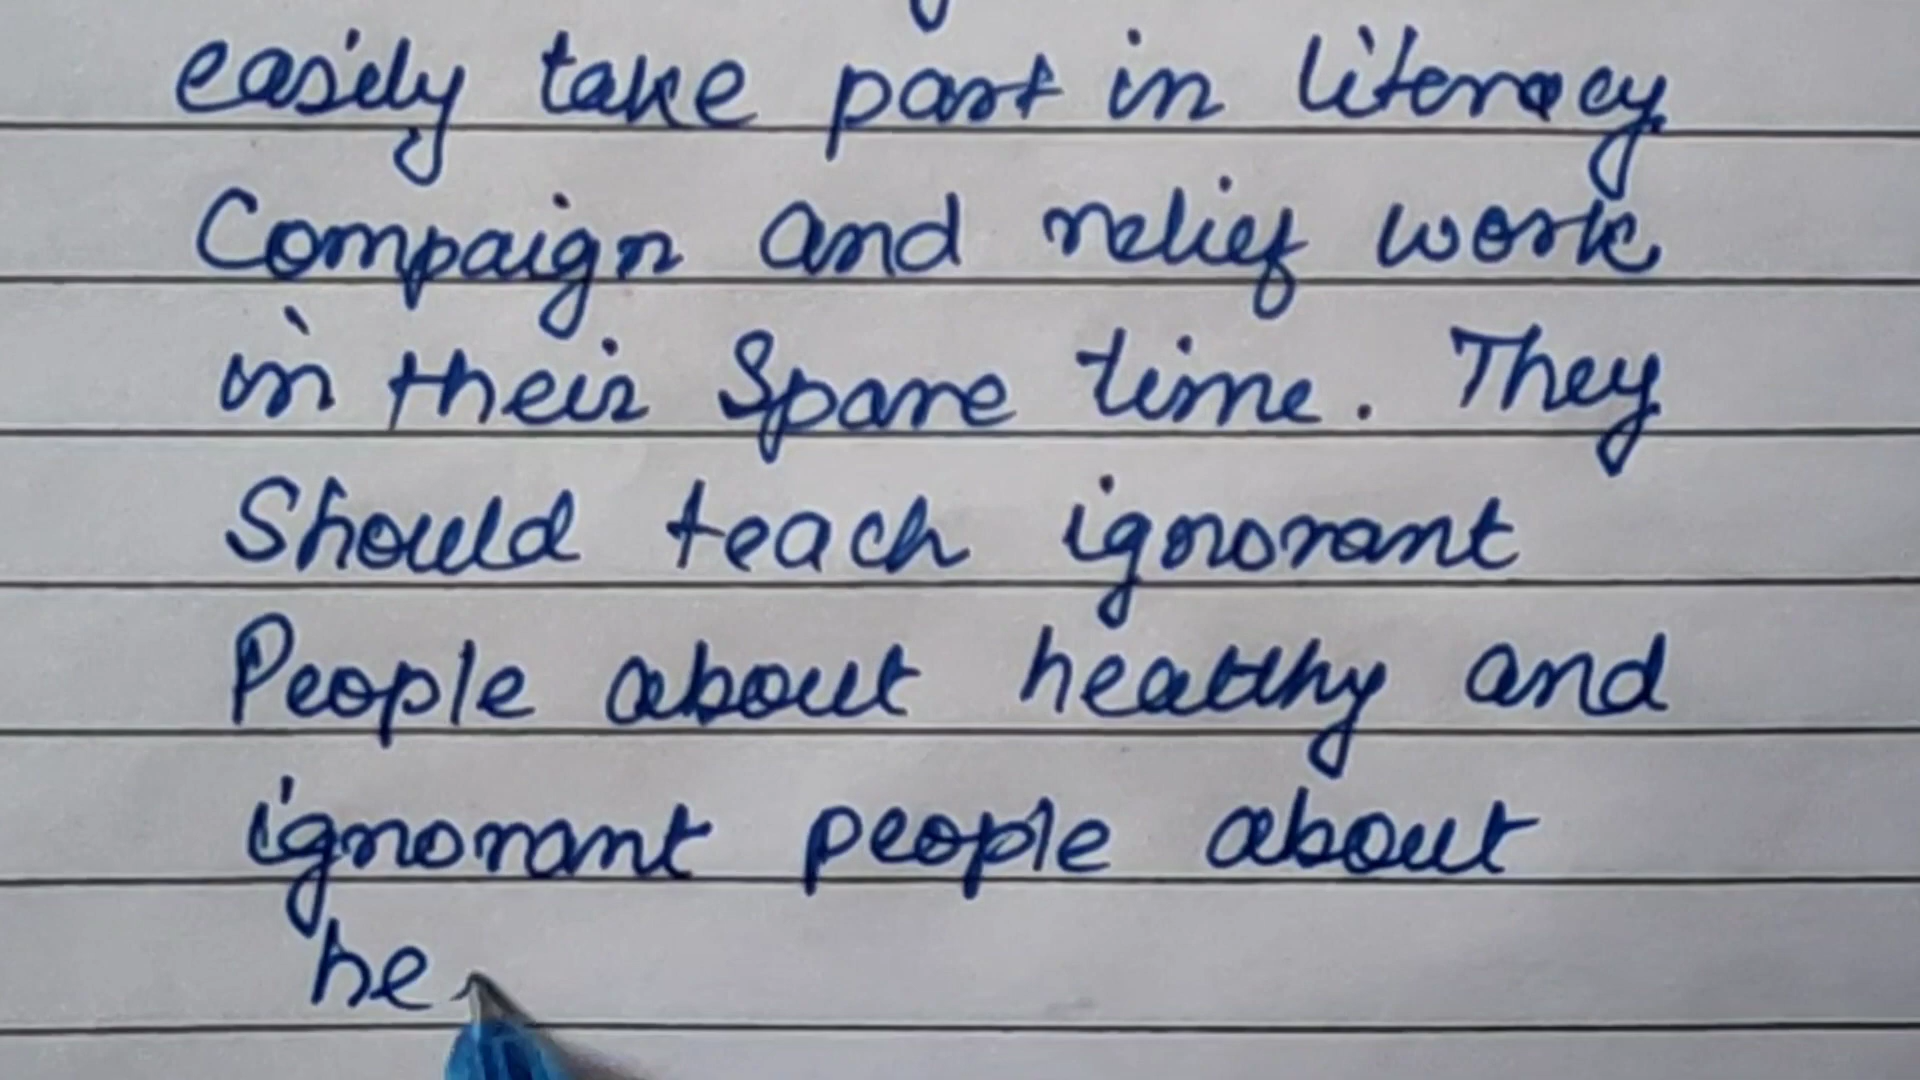 easily take part in literacy
Compaign and relief work
in their Spare time. They
Should teach ignorant
People about healthy and
ignorant people about
he